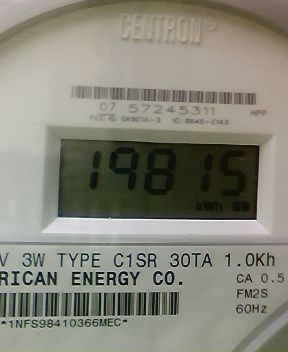 CENTRON®
07 57245311 HPP
19815
kWh
V 3W TYPE C1SR 30TA 1.0Kh
RICAN ENERGY CO. CA 0.5
FM2S
60Hz
*1NFS98410366MEC*